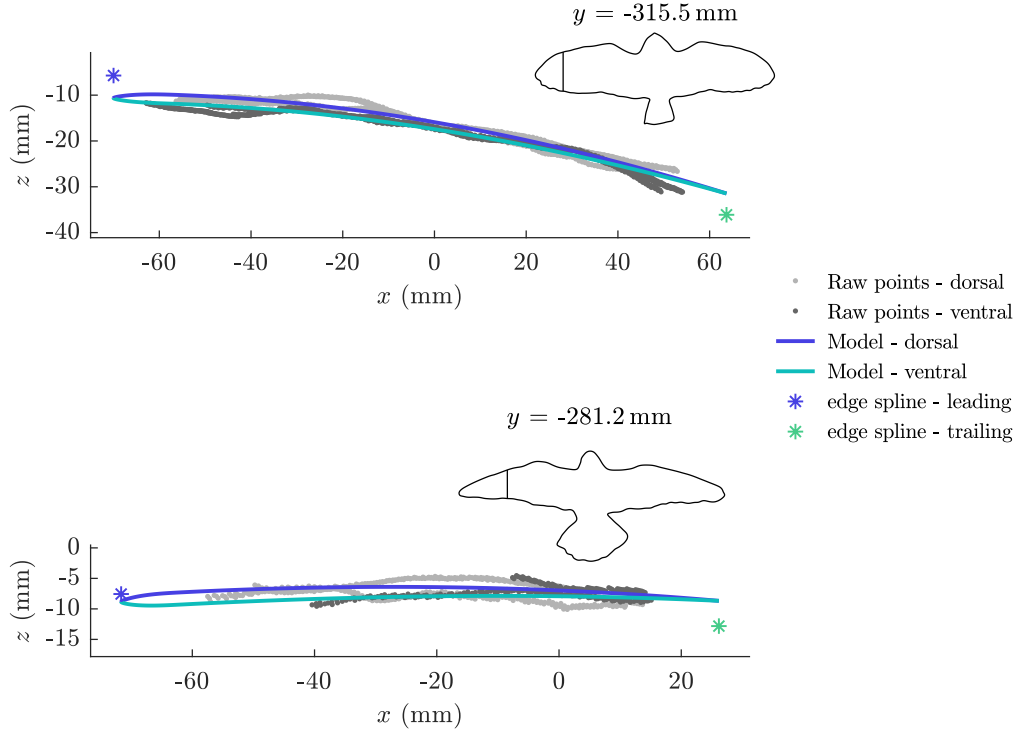 y = -315.5 mm
-10
-20
-30
-40
z (mm)
-60 -40 -20 0 20 40 60
x (mm)
Raw points - dorsal
Raw points - ventral
Model - dorsal
Model - ventral
edge spline - leading
edge spline - trailing
y = -281.2 mm
0
-5
-10
-15
z (mm)
-60 -40 -20 0 20
x (mm)